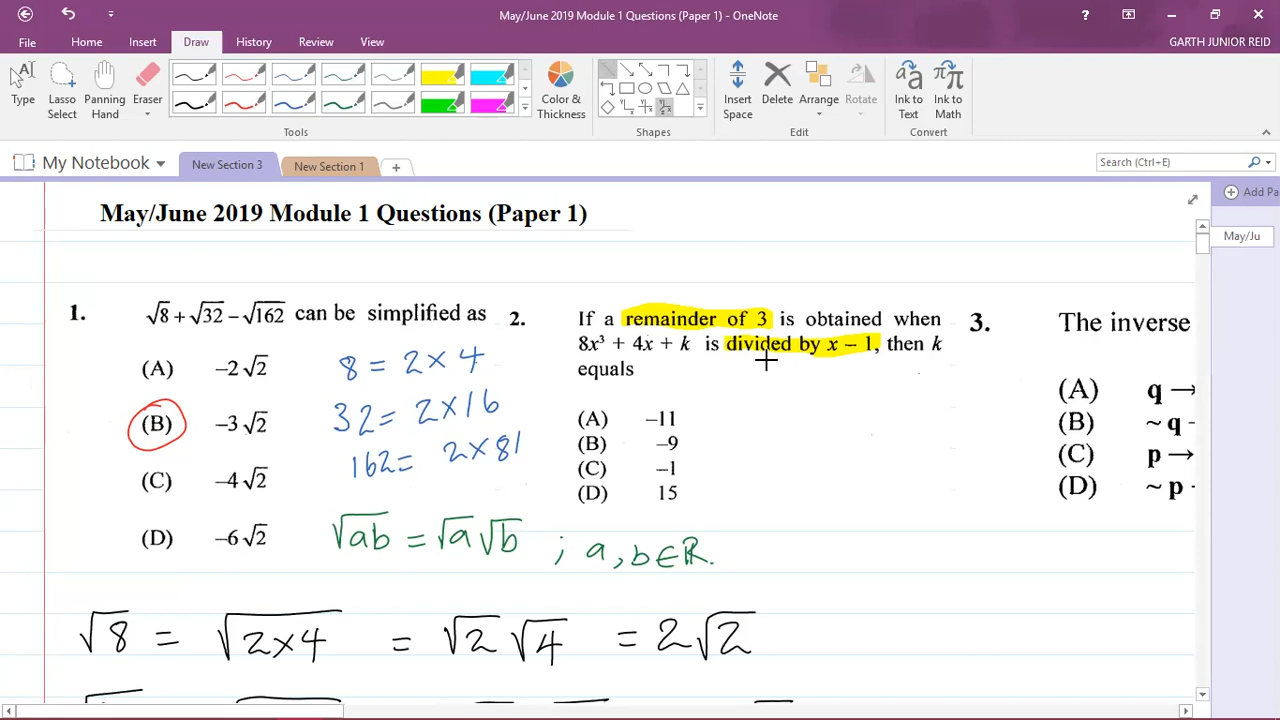 May/June 2019 Module 1 Questions (Paper 1) - OneNote
File Home Insert Draw History Review View
GARTH JUNIOR REID
Type
Lasso Select
Panning Hand
Eraser
Color & Thickness
Insert Space
Delete
Arrange
Rotate
Ink to Text
Ink to Math
Tools
Shapes
Edit
Convert
My Notebook
New Section 3
New Section 1
Search (Ctrl+E)
Add Pa
May/Ju
May/June 2019 Module 1 Questions (Paper 1)
1. √8 + √32 – √162 can be simplified as
(A) –2√2
(B) –3√2
(C) –4√2
(D) –6√2
8 = 2 × 4
32 = 2 × 16
162 = 2 × 81
√ab = √a √b ; a, b ∈ ℝ.
√8 = √2×4 = √2 √4 = 2√2
2. If a remainder of 3 is obtained when
8x³ + 4x + k is divided by x – 1, then k
equals
(A) –11
(B) –9
(C) –1
(D) 15
3. The inverse
(A) q →
(B) ~ q -
(C) p →
(D) ~ p -